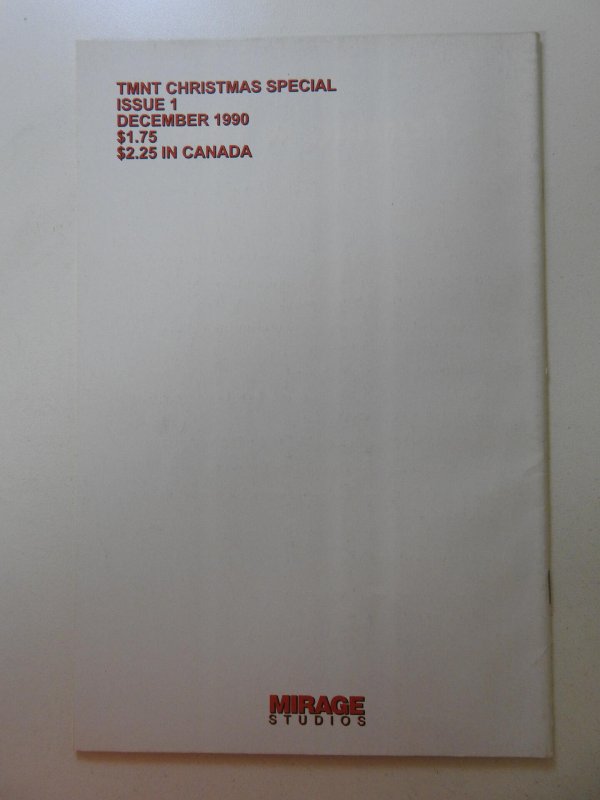 TMNT CHRISTMAS SPECIAL
ISSUE 1
DECEMBER 1990
$1.75
$2.25 IN CANADA
MIRAGE
STUDIOS